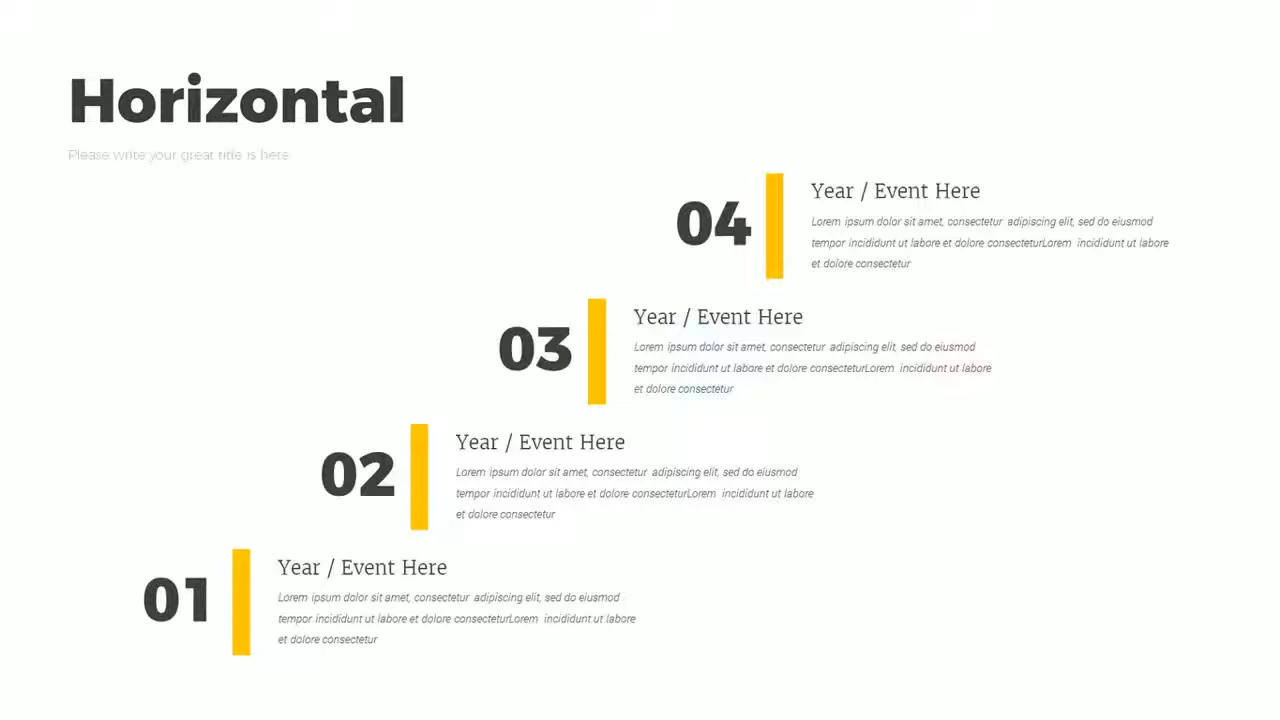 Horizontal
Please write your great title is here
04
Year / Event Here
Lorem ipsum dolor sit amet, consectetur adipiscing elit, sed do eiusmod
tempor incididunt ut labore et dolore consecteturLorem incididunt ut labore
et dolore consectetur
03
Year / Event Here
Lorem ipsum dolor sit amet, consectetur adipiscing elit, sed do eiusmod
tempor incididunt ut labore et dolore consecteturLorem incididunt ut labore
et dolore consectetur
02
Year / Event Here
Lorem ipsum dolor sit amet, consectetur adipiscing elit, sed do eiusmod
tempor incididunt ut labore et dolore consecteturLorem incididunt ut labore
et dolore consectetur
01
Year / Event Here
Lorem ipsum dolor sit amet, consectetur adipiscing elit, sed do eiusmod
tempor incididunt ut labore et dolore consecteturLorem incididunt ut labore
et dolore consectetur